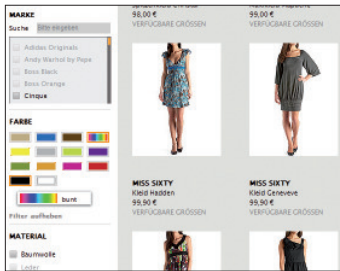 MARKE
Suche Bitte eingeben
Adidas Originals
Andy Warhol by Pepe
Boss Black
Boss Orange
Cinque
FARBE
bunt
Filter aufheben
MATERIAL
Baumwolle
Leder
98,00 €
VERFÜGBARE GRÖSSEN
99,00 €
VERFÜGBARE GRÖSSEN
MISS SIXTY
Kleid Hadden
99,90 €
VERFÜGBARE GRÖSSEN
MISS SIXTY
Kleid Geneveve
99,90 €
VERFÜGBARE GRÖSSEN